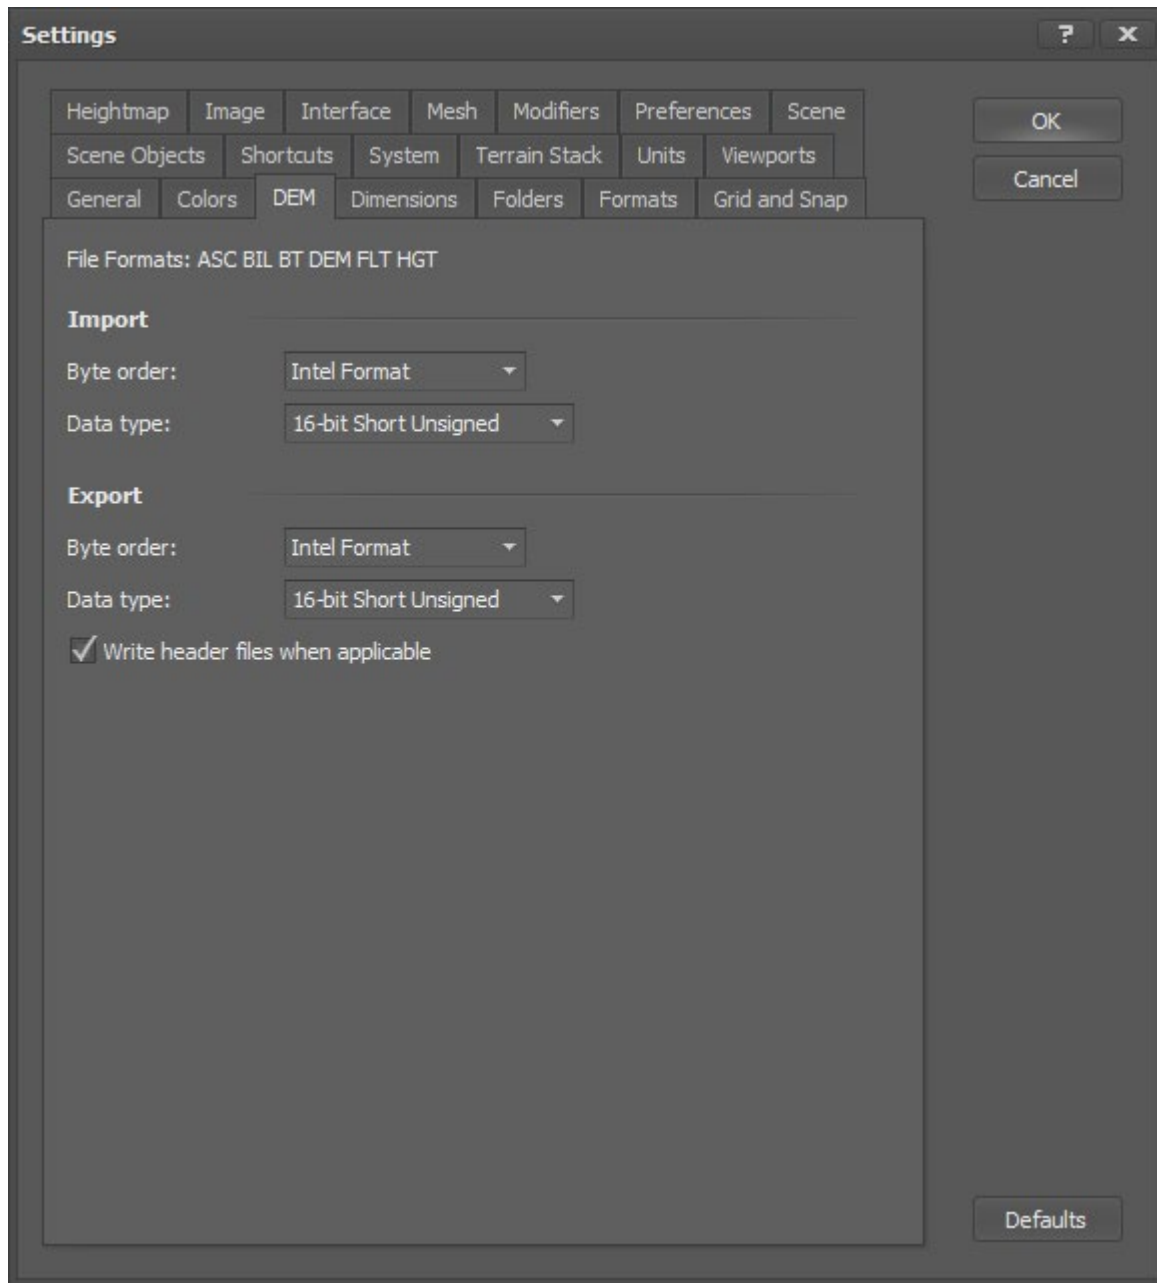 Settings ? x
Heightmap Image Interface Mesh Modifiers Preferences Scene
OK
Scene Objects Shortcuts System Terrain Stack Units Viewports
Cancel
General Colors DEM Dimensions Folders Formats Grid and Snap
File Formats: ASC BIL BT DEM FLT HGT
Import
Byte order: Intel Format
Data type: 16-bit Short Unsigned
Export
Byte order: Intel Format
Data type: 16-bit Short Unsigned
Write header files when applicable
Defaults